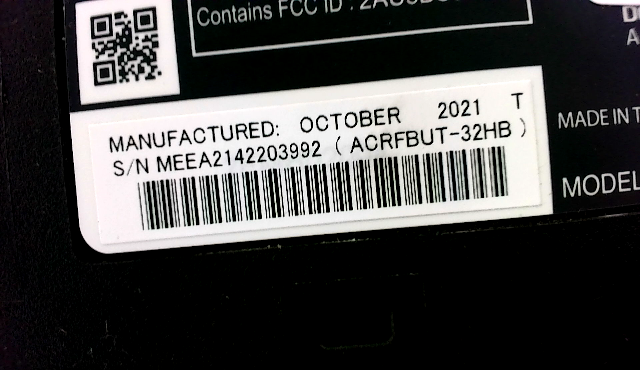 Contains FCC ID :
MANUFACTURED: OCTOBER 2021 T
S/N MEEA2142203992 ( ACRFBUT-32HB )
MADE IN
MODEL